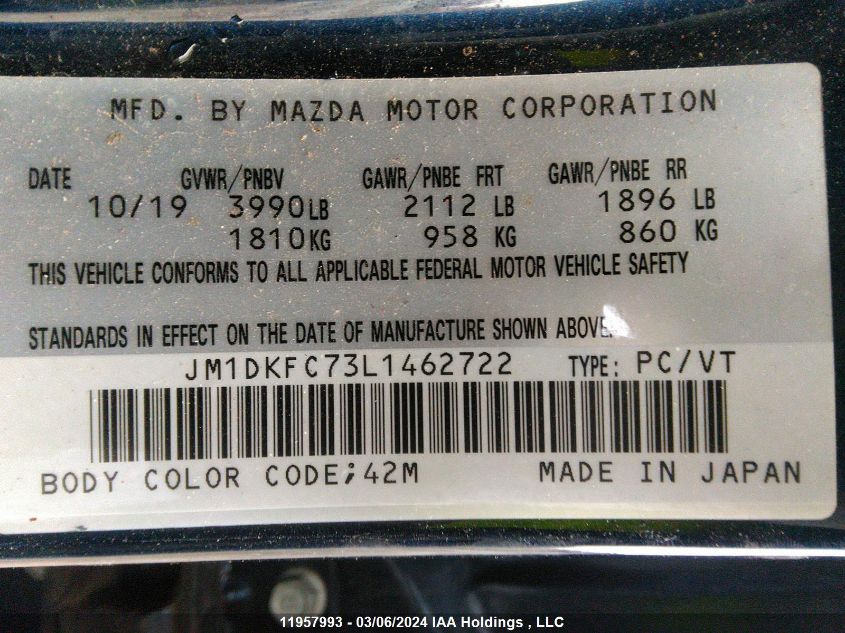 MFD. BY MAZDA MOTOR CORPORATION
DATE GVWR/PNBV GAWR/PNBE FRT GAWR/PNBE RR
10/19 3990LB 2112 LB 1896 LB
1810KG 958 KG 860 KG
THIS VEHICLE CONFORMS TO ALL APPLICABLE FEDERAL MOTOR VEHICLE SAFETY
STANDARDS IN EFFECT ON THE DATE OF MANUFACTURE SHOWN ABOVE.
JM1DKFC73L1462722 TYPE: PC/VT
BODY COLOR CODE;42M MADE IN JAPAN
11957993 - 03/06/2024 IAA Holdings , LLC